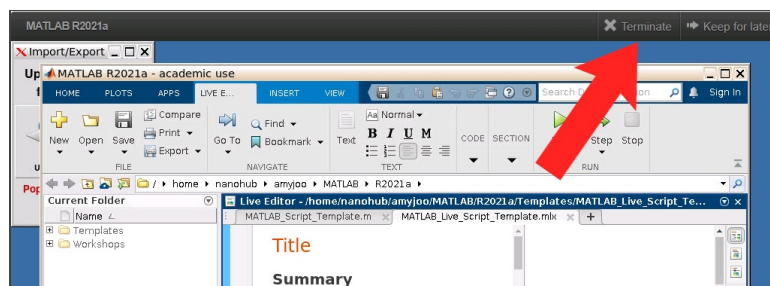 MATLAB R2021a
Terminate
Keep for later
Import/Export
MATLAB R2021a - academic use
HOME PLOTS APPS LIVE E... INSERT VIEW
Search D on
Sign In
New Open Save
Compare
Print
Export
Go To
Find
Bookmark
Text
Normal
B I U M
CODE
SECTION
Step
Stop
FILE NAVIGATE TEXT RUN
/ home nanohub amyjoo MATLAB R2021a
Current Folder
Name
Templates
Workshops
Live Editor - /home/nanohub/amyjoo/MATLAB/R2021a/Templates/MATLAB_Live_Script_Te...
MATLAB_Script_Template.m
MATLAB_Live_Script_Template.mlx
+
Title
Summary